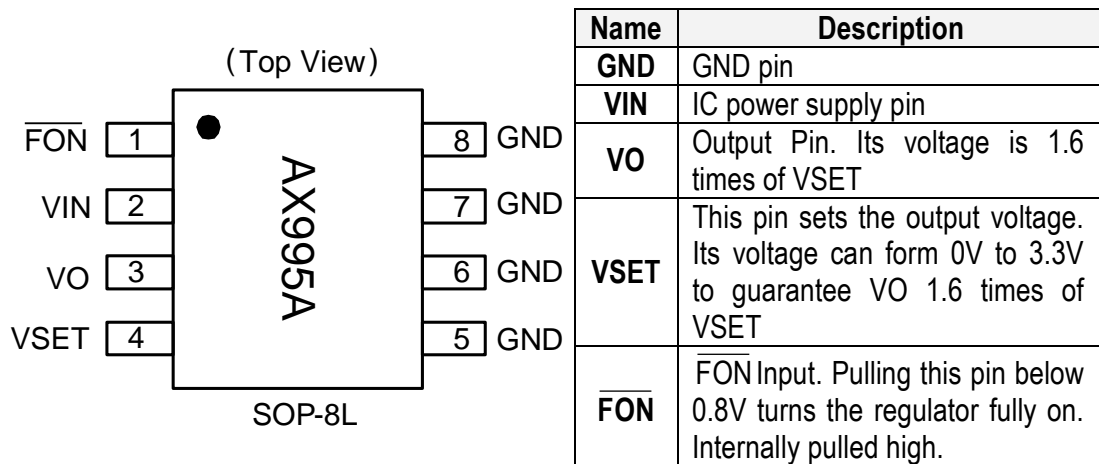 (Top View)
FON 1
VIN 2
VO 3
VSET 4
AX995A
8 GND
7 GND
6 GND
5 GND
SOP-8L
Name Description
GND GND pin
VIN IC power supply pin
VO Output Pin. Its voltage is 1.6
times of VSET
VSET This pin sets the output voltage.
Its voltage can form 0V to 3.3V
to guarantee VO 1.6 times of
VSET
FON FON Input. Pulling this pin below
0.8V turns the regulator fully on.
Internally pulled high.